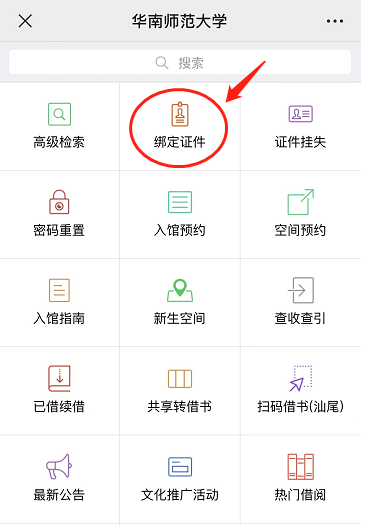 华南师范大学
搜索
高级检索 绑定证件 证件挂失
密码重置 入馆预约 空间预约
入馆指南 新生空间 查收查引
已借续借 共享转借书 扫码借书(汕尾)
最新公告 文化推广活动 热门借阅